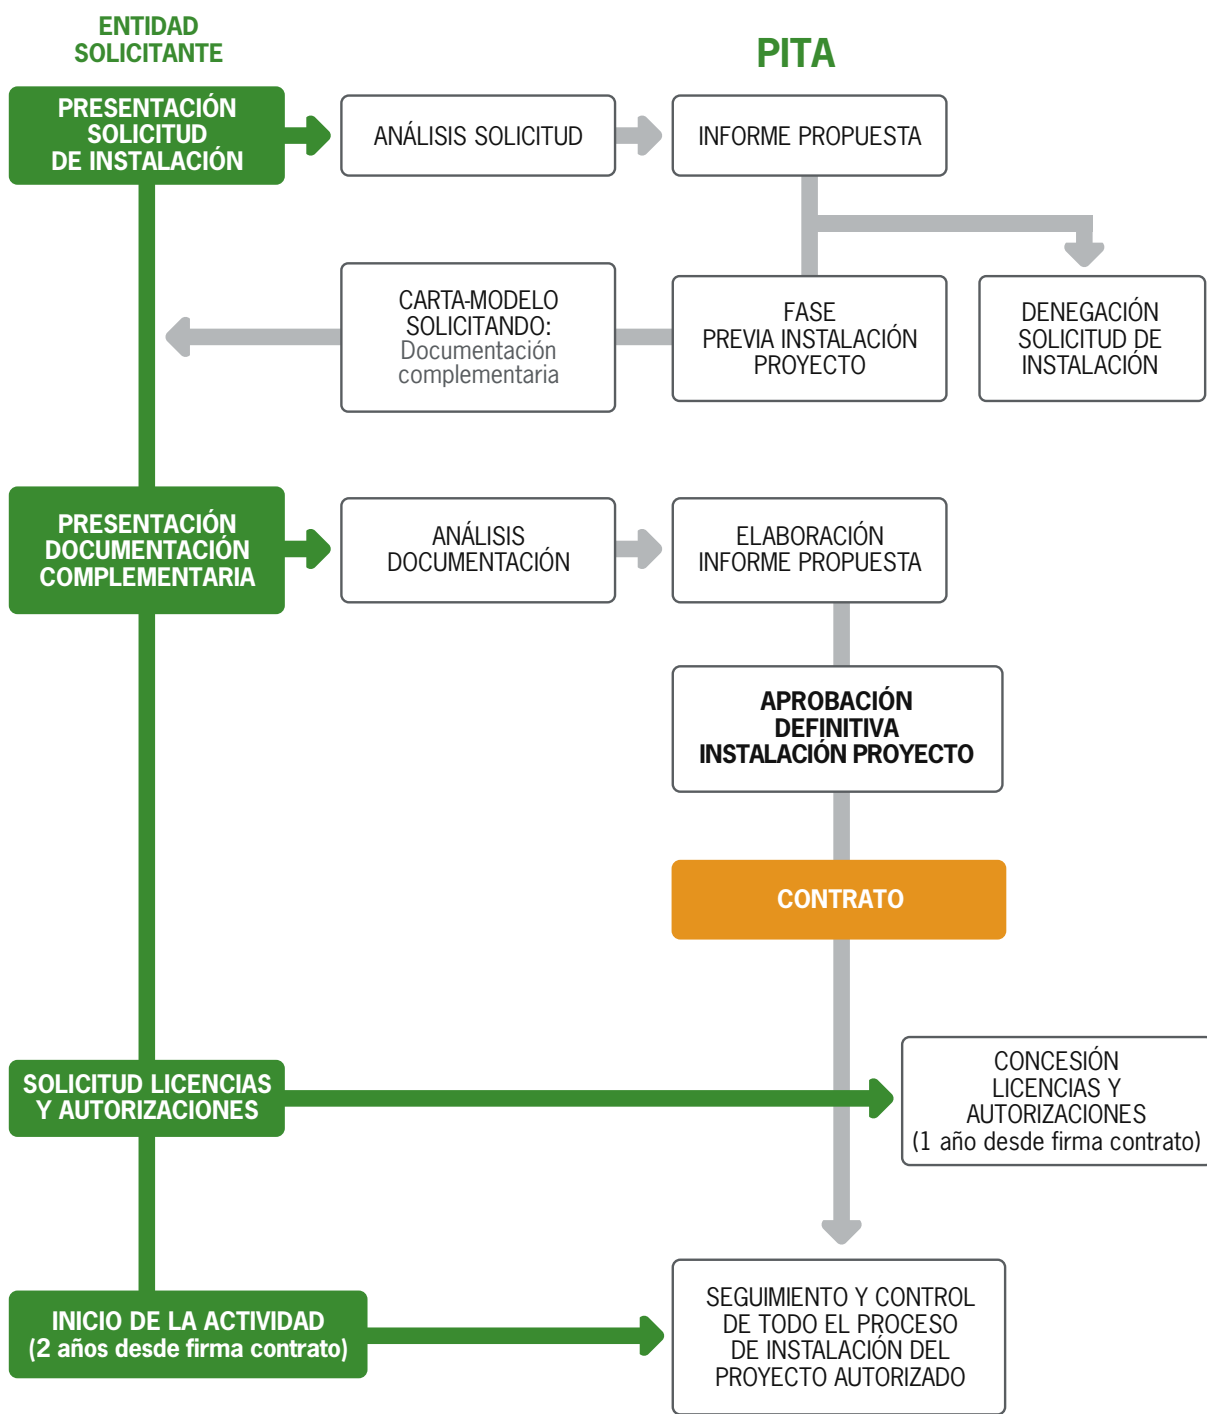 ENTIDAD
SOLICITANTE
PITA
PRESENTACIÓN
SOLICITUD
DE INSTALACIÓN
ANÁLISIS SOLICITUD
INFORME PROPUESTA
CARTA-MODELO
SOLICITANDO:
Documentación
complementaria
FASE
PREVIA INSTALACIÓN
PROYECTO
DENEGACIÓN
SOLICITUD DE
INSTALACIÓN
PRESENTACIÓN
DOCUMENTACIÓN
COMPLEMENTARIA
ANÁLISIS
DOCUMENTACIÓN
ELABORACIÓN
INFORME PROPUESTA
APROBACIÓN
DEFINITIVA
INSTALACIÓN PROYECTO
CONTRATO
SOLICITUD LICENCIAS
Y AUTORIZACIONES
CONCESIÓN
LICENCIAS Y
AUTORIZACIONES
(1 año desde firma contrato)
INICIO DE LA ACTIVIDAD
(2 años desde firma contrato)
SEGUIMIENTO Y CONTROL
DE TODO EL PROCESO
DE INSTALACIÓN DEL
PROYECTO AUTORIZADO